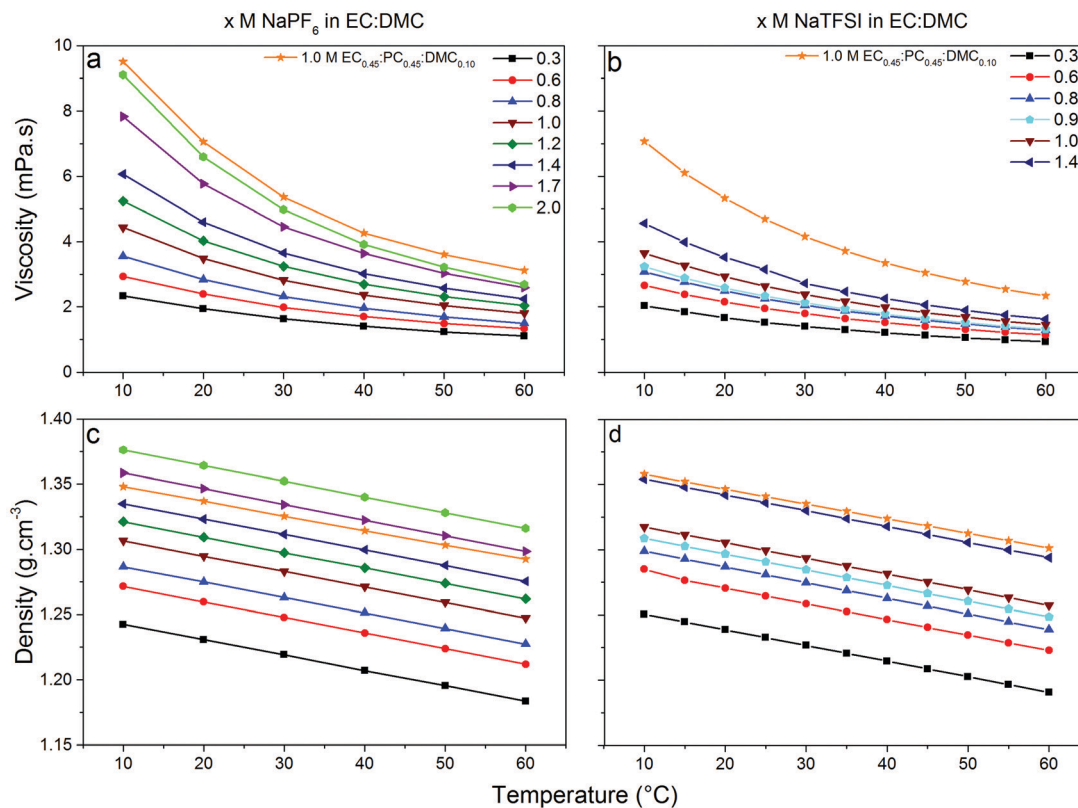 x M NaPF6 in EC:DMC
x M NaTFSI in EC:DMC
a
1.0 M EC0.45:PC0.45:DMC0.10
0.3
0.6
0.8
1.0
1.2
1.4
1.7
2.0
Viscosity (mPa.s)
10
8
6
4
2
0
10 20 30 40 50 60
b
1.0 M EC0.45:PC0.45:DMC0.10
0.3
0.6
0.8
0.9
1.0
1.4
10 20 30 40 50 60
c
Density (g.cm-3)
1.40
1.35
1.30
1.25
1.20
1.15
10 20 30 40 50 60
d
10 20 30 40 50 60
Temperature (°C)